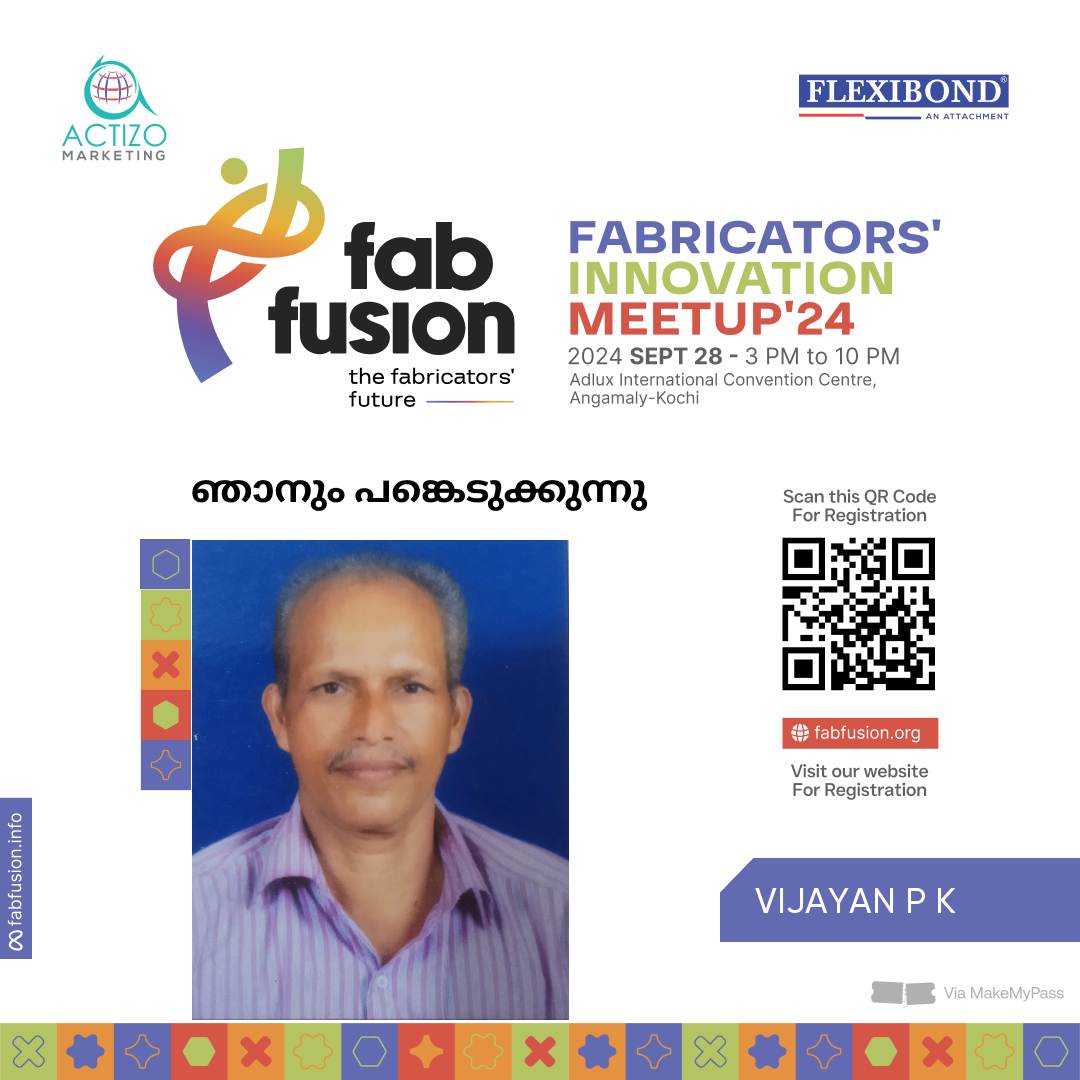 ACTIZO
MARKETING
FLEXIBOND®
AN ATTACHMENT
fab
fusion
the fabricators'
future
FABRICATORS'
INNOVATION
MEETUP'24
2024 SEPT 28 - 3 PM to 10 PM
Adlux International Convention Centre,
Angamaly-Kochi
ഞാനും പങ്കെടുക്കുന്നു
Scan this QR Code
For Registration
fabfusion.org
Visit our website
For Registration
fabfusion.info
VIJAYAN P K
Via MakeMyPass